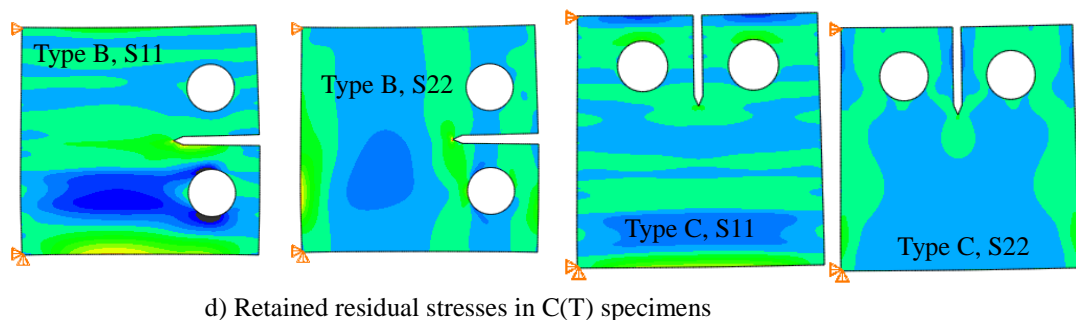 Type B, S11
Type B, S22
Type C, S11
Type C, S22
d) Retained residual stresses in C(T) specimens